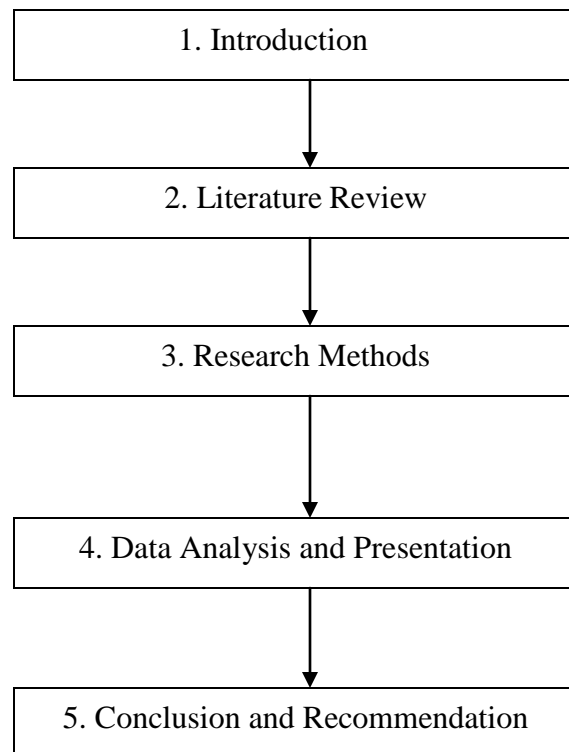 1. Introduction
2. Literature Review
3. Research Methods
4. Data Analysis and Presentation
5. Conclusion and Recommendation